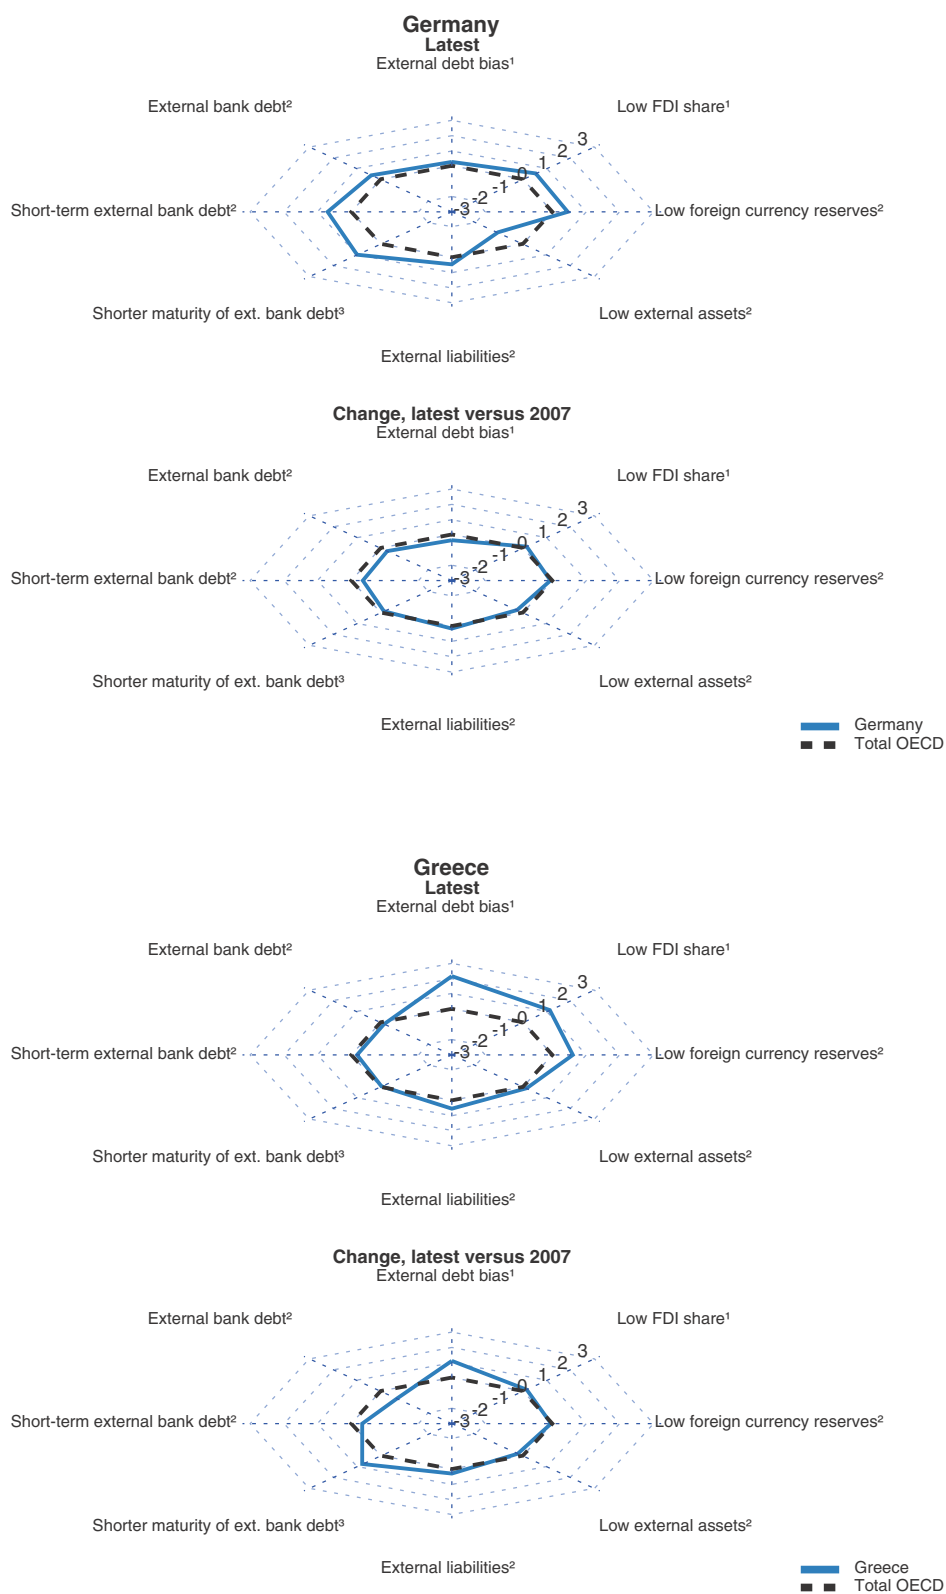 Germany
Latest
External debt bias¹
External bank debt²
Low FDI share¹
3
2
1
0
-1
-2
-3
Short-term external bank debt²
Low foreign currency reserves²
Shorter maturity of ext. bank debt³
Low external assets²
External liabilities²
Change, latest versus 2007
External debt bias¹
External bank debt²
Low FDI share¹
3
2
1
0
-1
-2
-3
Short-term external bank debt²
Low foreign currency reserves²
Shorter maturity of ext. bank debt³
Low external assets²
External liabilities²
Germany
Total OECD
Greece
Latest
External debt bias¹
External bank debt²
Low FDI share¹
3
2
1
0
-1
-2
-3
Short-term external bank debt²
Low foreign currency reserves²
Shorter maturity of ext. bank debt³
Low external assets²
External liabilities²
Change, latest versus 2007
External debt bias¹
External bank debt²
Low FDI share¹
3
2
1
0
-1
-2
-3
Short-term external bank debt²
Low foreign currency reserves²
Shorter maturity of ext. bank debt³
Low external assets²
External liabilities²
Greece
Total OECD